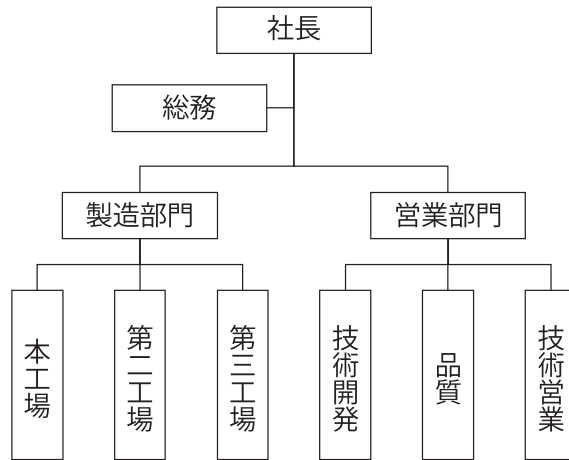 社長
総務
製造部門
営業部門
本工場
第二工場
第三工場
技術開発
品質
技術営業